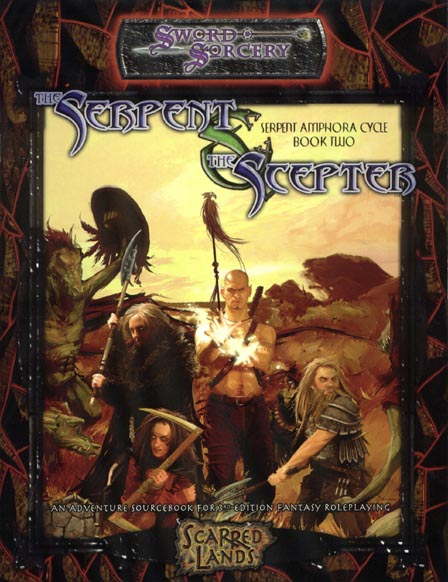 SWORD
SORCERY
THE SERPENT
SERPENT AMPHORA CYCLE
BOOK TWO
& THE SCEPTER
AN ADVENTURE SOURCEBOOK FOR 3RD EDITION FANTASY ROLEPLAYING
SCARRED
LANDS